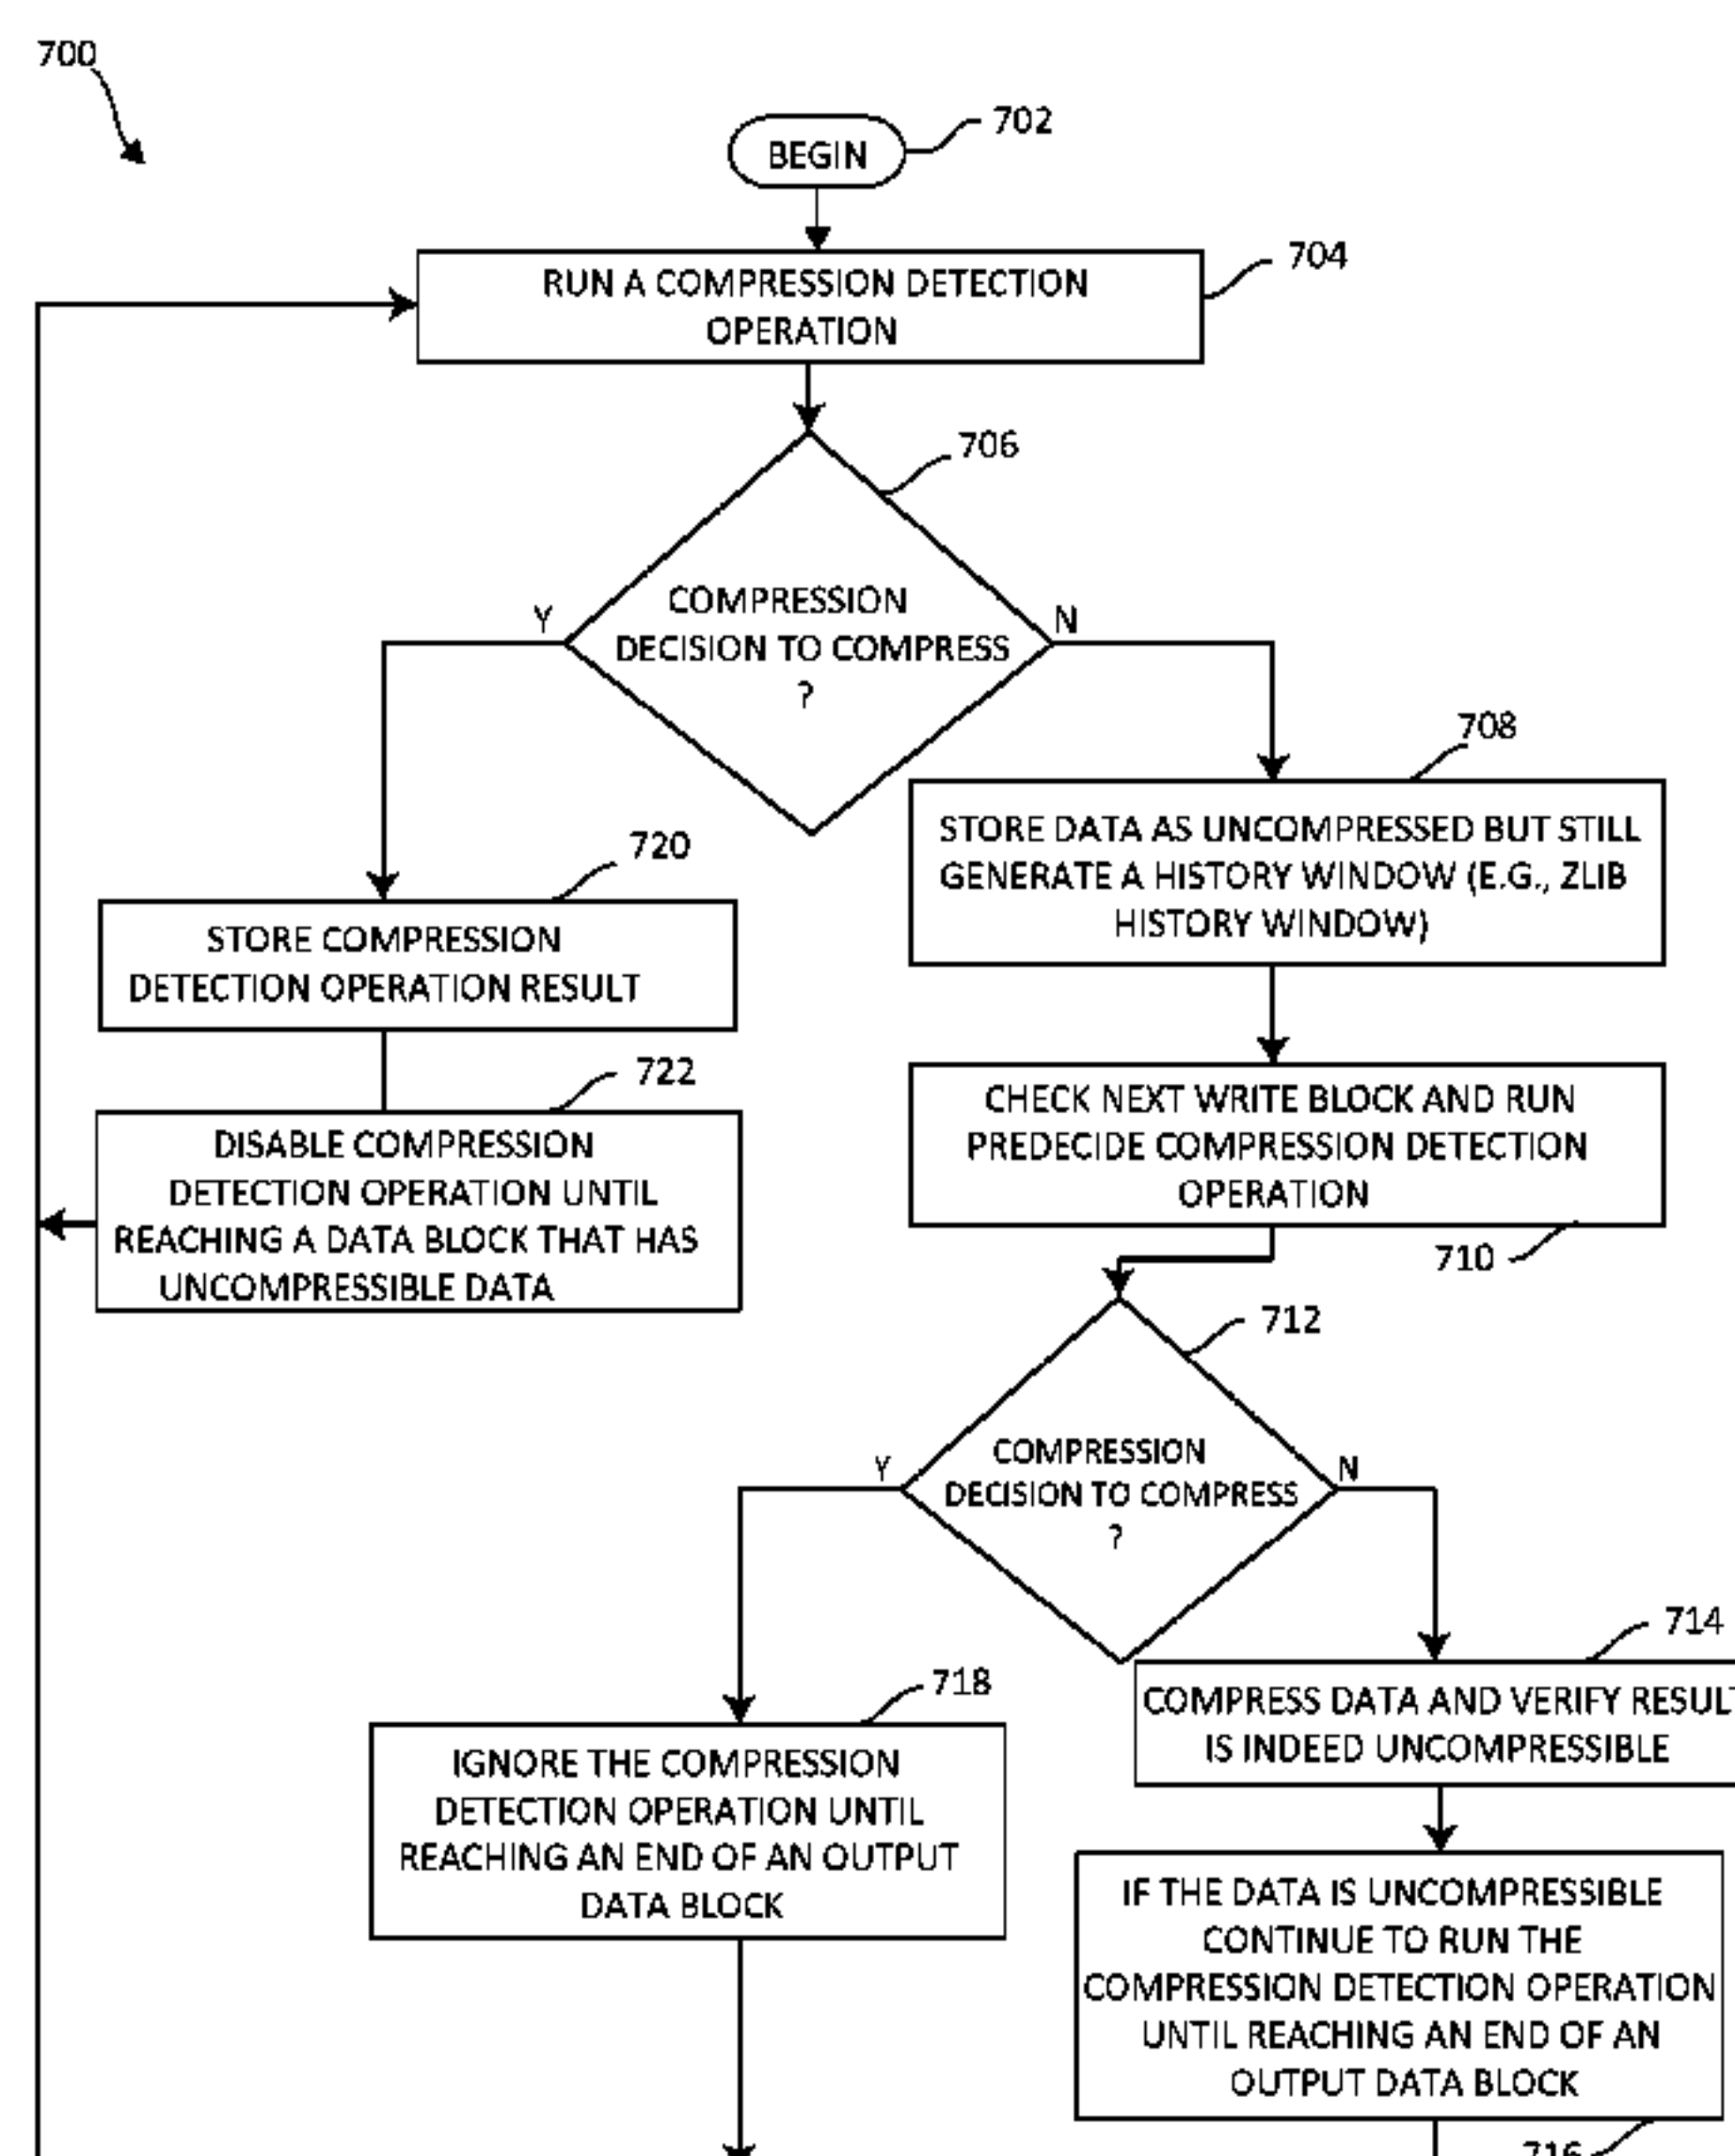 700
702
BEGIN
704
RUN A COMPRESSION DETECTION
OPERATION
706
COMPRESSION
DECISION TO COMPRESS
?
Y
N
708
STORE DATA AS UNCOMPRESSED BUT STILL
GENERATE A HISTORY WINDOW (E.G., ZLIB
HISTORY WINDOW)
720
STORE COMPRESSION
DETECTION OPERATION RESULT
722
DISABLE COMPRESSION
DETECTION OPERATION UNTIL
REACHING A DATA BLOCK THAT HAS
UNCOMPRESSIBLE DATA
CHECK NEXT WRITE BLOCK AND RUN
PREDECIDE COMPRESSION DETECTION
OPERATION
710
712
COMPRESSION
DECISION TO COMPRESS
?
Y
N
714
COMPRESS DATA AND VERIFY RESULT
IS INDEED UNCOMPRESSIBLE
718
IGNORE THE COMPRESSION
DETECTION OPERATION UNTIL
REACHING AN END OF AN OUTPUT
DATA BLOCK
IF THE DATA IS UNCOMPRESSIBLE
CONTINUE TO RUN THE
COMPRESSION DETECTION OPERATION
UNTIL REACHING AN END OF AN
OUTPUT DATA BLOCK
716